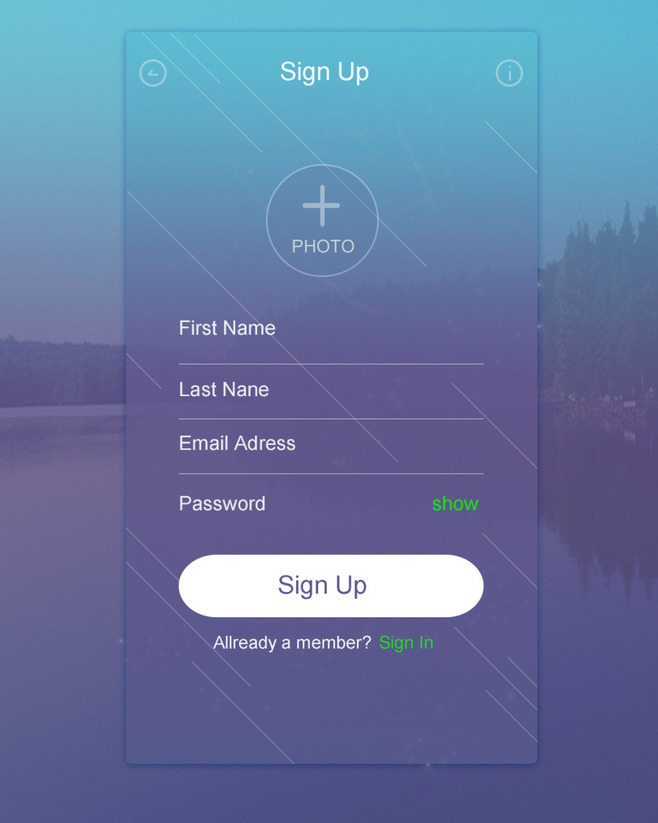 Sign Up
PHOTO
First Name
Last Nane
Email Adress
Password show
Sign Up
Allready a member? Sign In